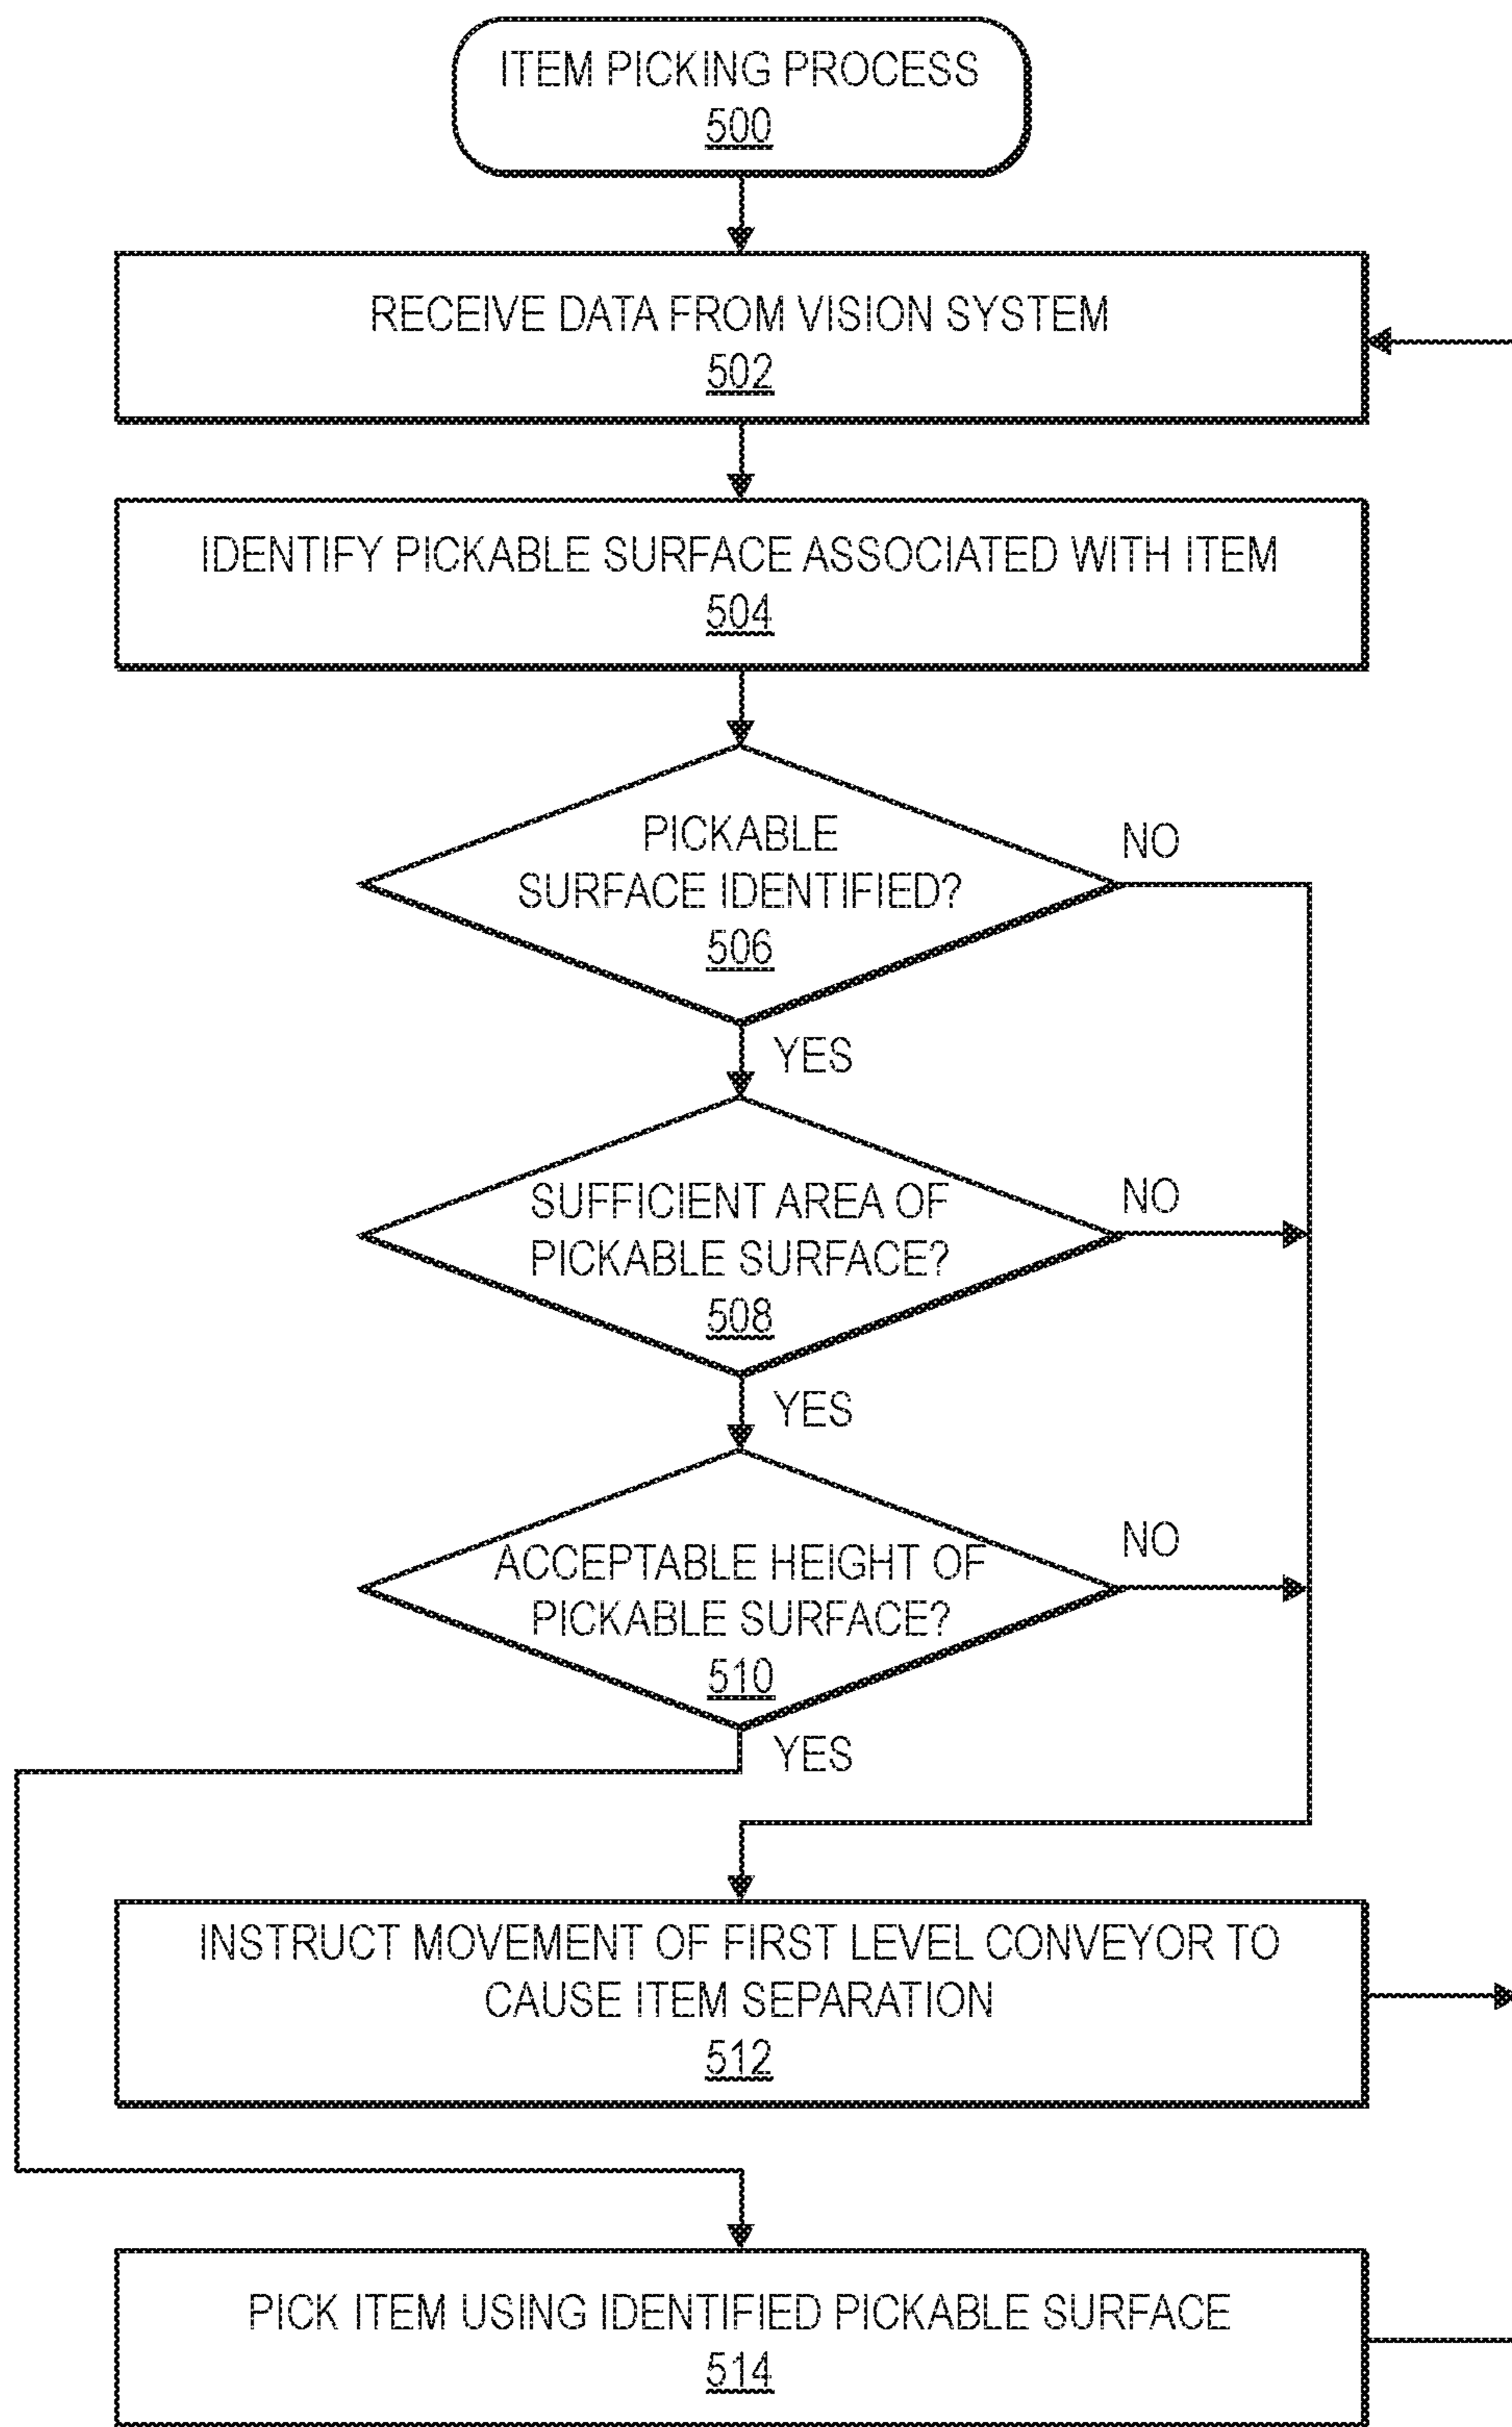 ITEM PICKING PROCESS
500
RECEIVE DATA FROM VISION SYSTEM
502
IDENTIFY PICKABLE SURFACE ASSOCIATED WITH ITEM
504
PICKABLE
SURFACE IDENTIFIED?
506
NO
YES
SUFFICIENT AREA OF
PICKABLE SURFACE?
508
NO
YES
ACCEPTABLE HEIGHT OF
PICKABLE SURFACE?
510
NO
YES
INSTRUCT MOVEMENT OF FIRST LEVEL CONVEYOR TO
CAUSE ITEM SEPARATION
512
PICK ITEM USING IDENTIFIED PICKABLE SURFACE
514